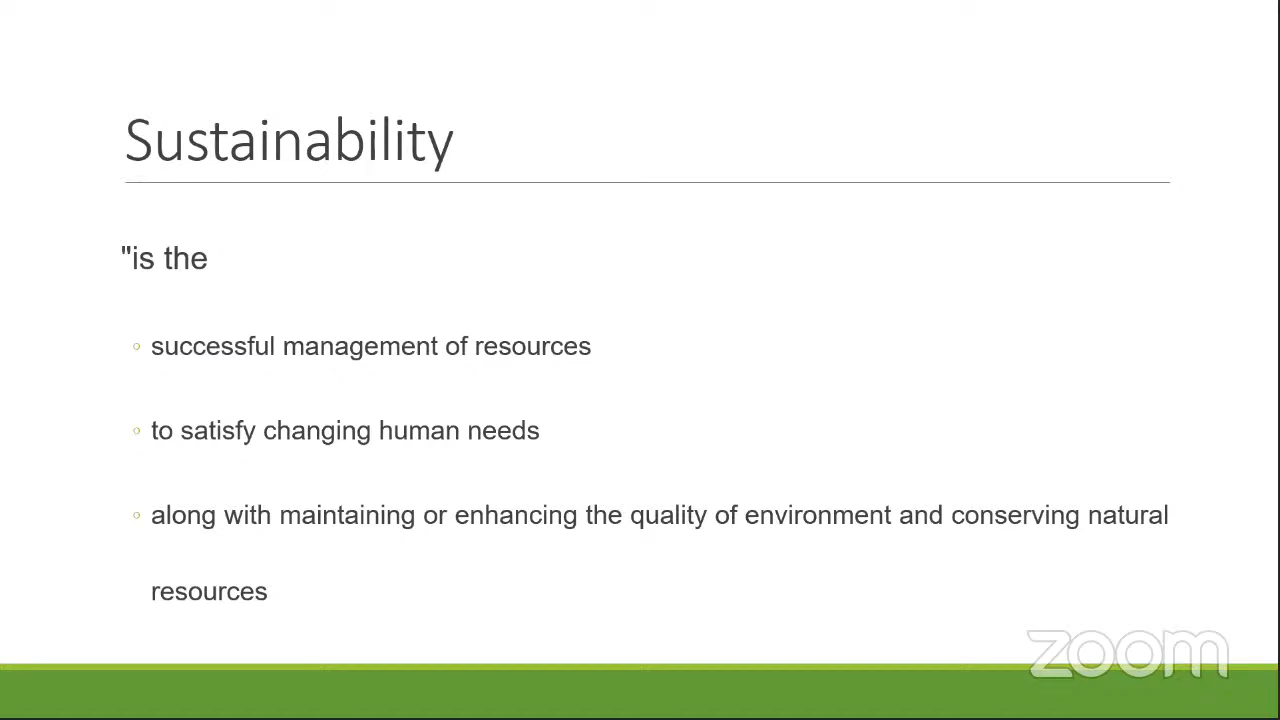 Sustainability
"is the
◦ successful management of resources
◦ to satisfy changing human needs
◦ along with maintaining or enhancing the quality of environment and conserving natural
resources
zoom